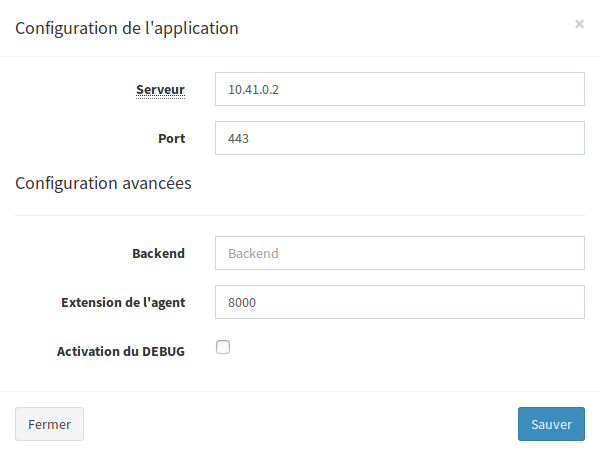 Configuration de l'application
×
Serveur
10.41.0.2
Port
443
Configuration avancées
Backend
Backend
Extension de l'agent
8000
Activation du DEBUG
Fermer
Sauver